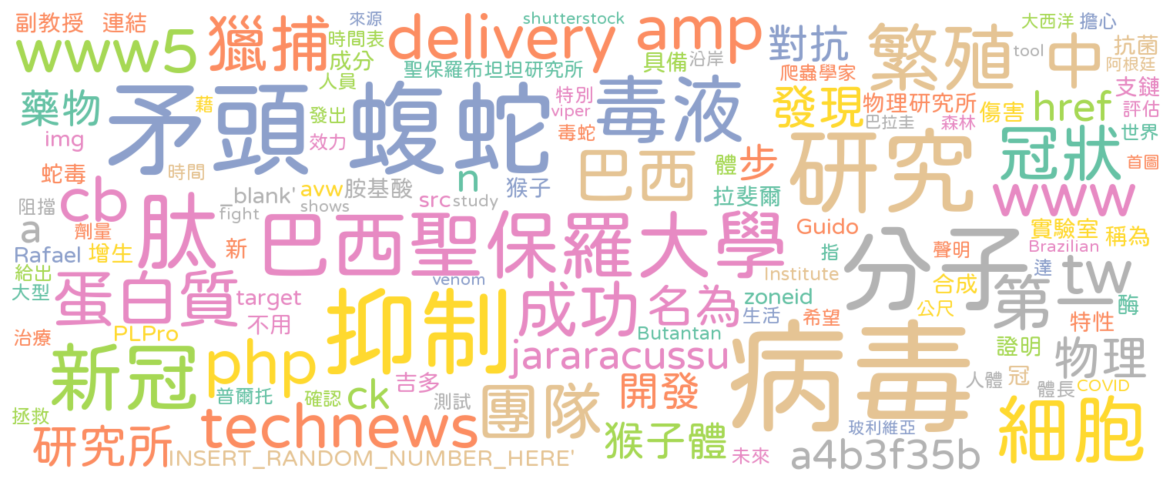 副教授 連結 來源 shutterstock 大西洋 擔心
www5 獵捕 時間表 delivery amp 對抗 繁殖 中 抗菌
成分 聖保羅布坦坦研究所 具備 沿岸 tool 阿根廷
人員 爬蟲學家 支鏈
藥物 藉 矛頭 蝮蛇 特別 毒液 發現 物理研究所 傷害 href 評估
發出 viper 巴拉圭 森林
img 效力 毒蛇 世界
蛇毒 時間 巴西 體 步 研究 冠狀 首圖
_blank' avw 胺基酸 n 猴子 拉斐爾 www
阻擋 cb fight shows src study
a 劑量 肽 巴西聖保羅大學 Guido 實驗室 稱為
Rafael 增生 新 指 聲明 Brazilian
給出 venom Institute 分子 達 tw
大型 蛋白質 target 成功 名為 zoneid 合成 第一 酶
不用 生活 希望 公尺 特性
治療 PLPro 抑制 Butantan 證明
新冠 php jararacussu 病毒 物理
普爾托 確認 ck 吉多 團隊 開發 人體 冠 體長 COVID
拯救 測試
technews 猴子體 玻利維亞 細胞
研究所 INSERT_RANDOM_NUMBER_HERE' 未來 a4b3f35b